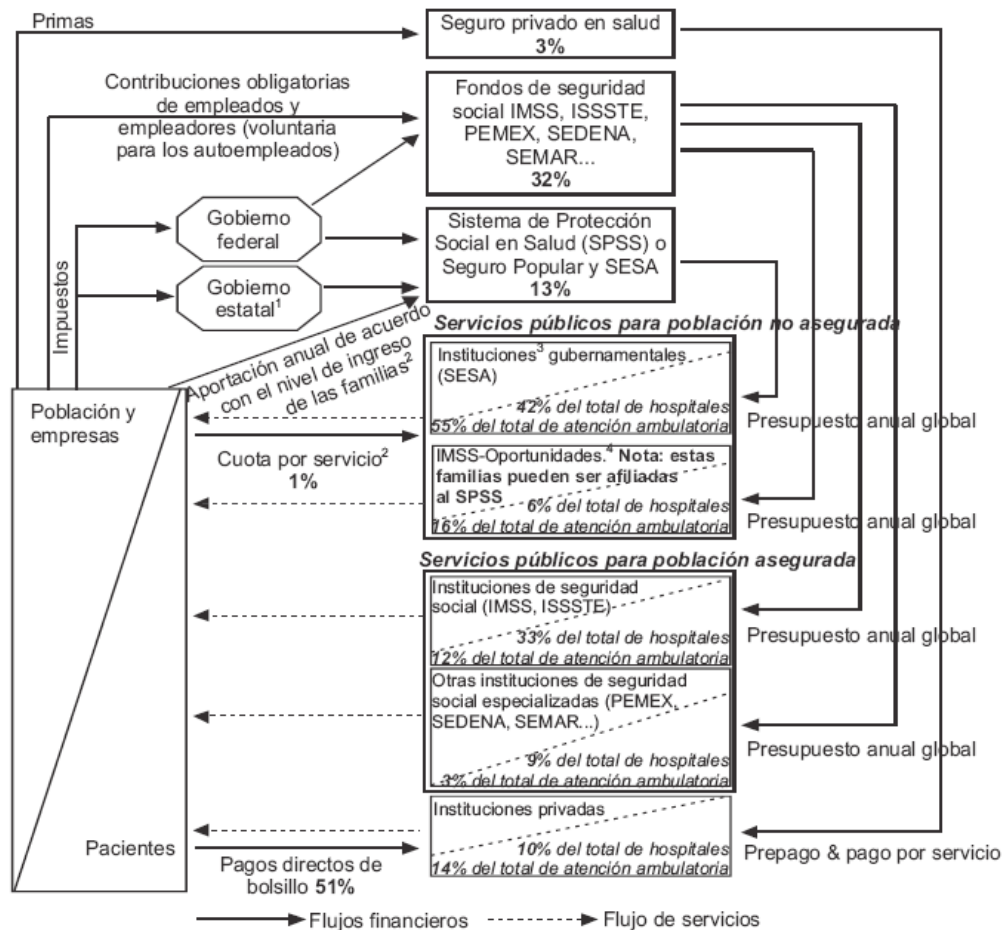 Primas
Seguro privado en salud
3%
Contribuciones obligatorias
de empleados y
empleadores (voluntaria
para los autoempleados)
Fondos de seguridad
social IMSS, ISSSTE,
PEMEX, SEDENA,
SEMAR...
32%
Gobierno
federal
Sistema de Protección
Social en Salud (SPSS) o
Seguro Popular y SESA
13%
Gobierno
estatal¹
Impuestos
Aportación anual de acuerdo
con el nivel de ingreso
de las familias²
Servicios públicos para población no asegurada
Instituciones³ gubernamentales
(SESA)
42% del total de hospitales
55% del total de atención ambulatoria
Presupuesto anual global
Población y
empresas
Cuota por servicio²
1%
IMSS-Oportunidades.⁴ Nota: estas
familias pueden ser afiliadas
al SPSS
6% del total de hospitales
16% del total de atención ambulatoria
Presupuesto anual global
Servicios públicos para población asegurada
Instituciones de seguridad
social (IMSS, ISSSTE)
33% del total de hospitales
12% del total de atención ambulatoria
Presupuesto anual global
Otras instituciones de seguridad
social especializadas (PEMEX,
SEDENA, SEMAR...)
9% del total de hospitales
3% del total de atención ambulatoria
Presupuesto anual global
Instituciones privadas
10% del total de hospitales
14% del total de atención ambulatoria
Prepago & pago por servicio
Pacientes
Pagos directos de
bolsillo 51%
Flujos financieros
Flujo de servicios